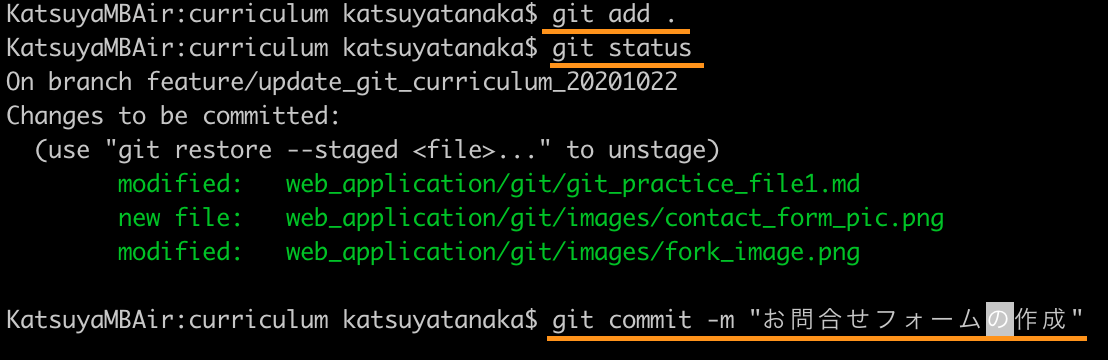 KatsuyaMBAir:curriculum katsuyatanaka$ git add .
KatsuyaMBAir:curriculum katsuyatanaka$ git status
On branch feature/update_git_curriculum_20201022
Changes to be committed:
  (use "git restore --staged <file>..." to unstage)
        modified:   web_application/git/git_practice_file1.md
        new file:   web_application/git/images/contact_form_pic.png
        modified:   web_application/git/images/fork_image.png
KatsuyaMBAir:curriculum katsuyatanaka$ git commit -m "お問合せフォームの作成"